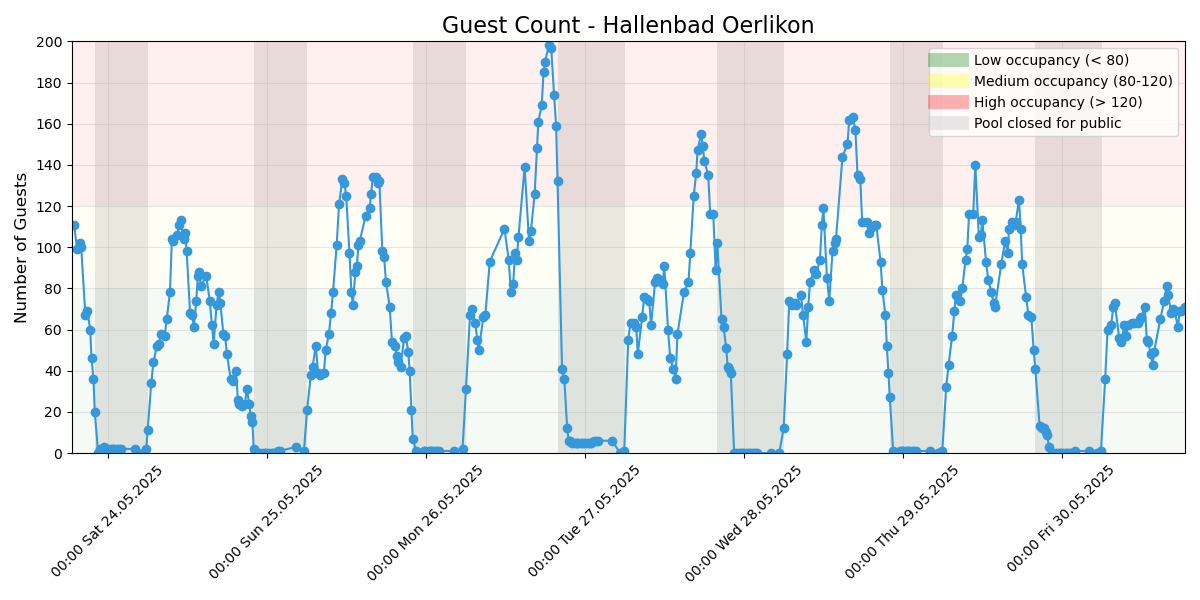 Guest Count - Hallenbad Oerlikon
Number of Guests
200
180
160
140
120
100
80
60
40
20
0
Low occupancy (< 80)
Medium occupancy (80-120)
High occupancy (> 120)
Pool closed for public
00:00 Sat 24.05.2025
00:00 Sun 25.05.2025
00:00 Mon 26.05.2025
00:00 Tue 27.05.2025
00:00 Wed 28.05.2025
00:00 Thu 29.05.2025
00:00 Fri 30.05.2025